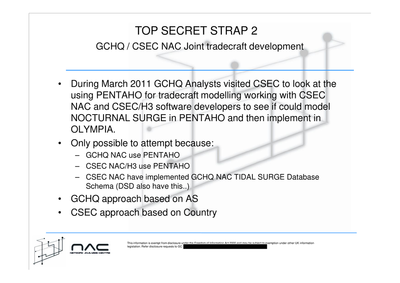 TOP SECRET STRAP 2
GCHQ / CSEC NAC Joint tradecraft development
• During March 2011 GCHQ Analysts visited CSEC to look at the
using PENTAHO for tradecraft modelling working with CSEC
NAC and CSEC/H3 software developers to see if could model
NOCTURNAL SURGE in PENTAHO and then implement in
OLYMPIA.
• Only possible to attempt because:
– GCHQ NAC use PENTAHO
– CSEC NAC/H3 use PENTAHO
– CSEC NAC have implemented GCHQ NAC TIDAL SURGE Database
Schema (DSD also have this..)
• GCHQ approach based on AS
• CSEC approach based on Country
NAC
NETWORK ANALYSIS CENTRE
This information is exempt from disclosure under the Freedom of Information Act 2000 and may be subject to exemption under other UK information
legislation. Refer disclosure requests to